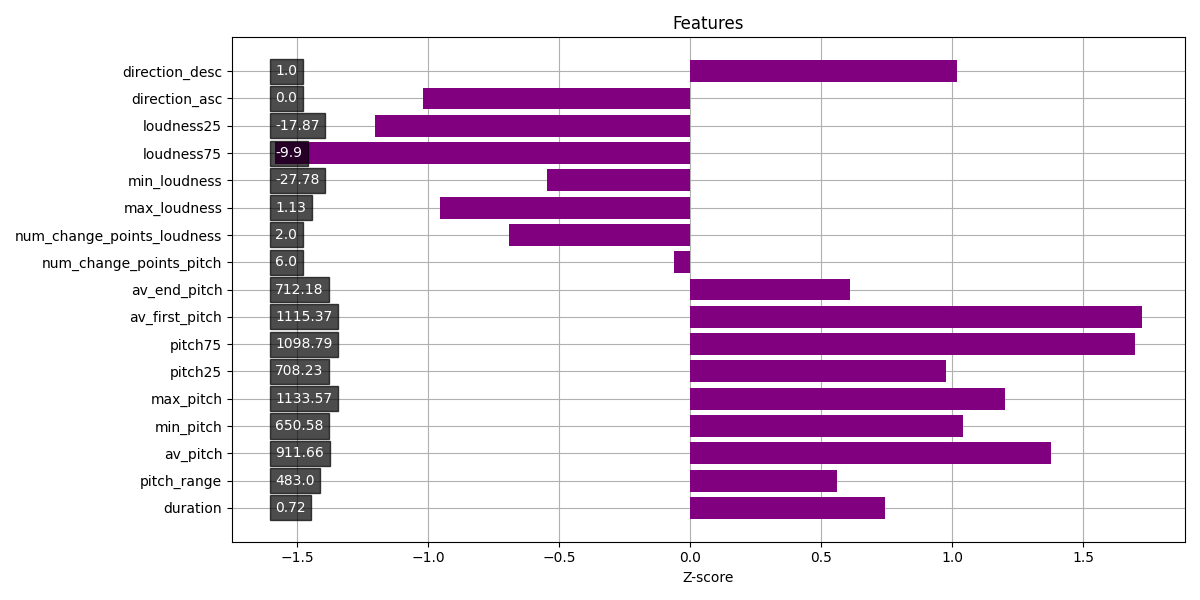 Features
direction_desc 1.0
direction_asc 0.0
loudness25 -17.87
loudness75 -9.9
min_loudness -27.78
max_loudness 1.13
num_change_points_loudness 2.0
num_change_points_pitch 6.0
av_end_pitch 712.18
av_first_pitch 1115.37
pitch75 1098.79
pitch25 708.23
max_pitch 1133.57
min_pitch 650.58
av_pitch 911.66
pitch_range 483.0
duration 0.72
−1.5 −1.0 −0.5 0.0 0.5 1.0 1.5
Z-score